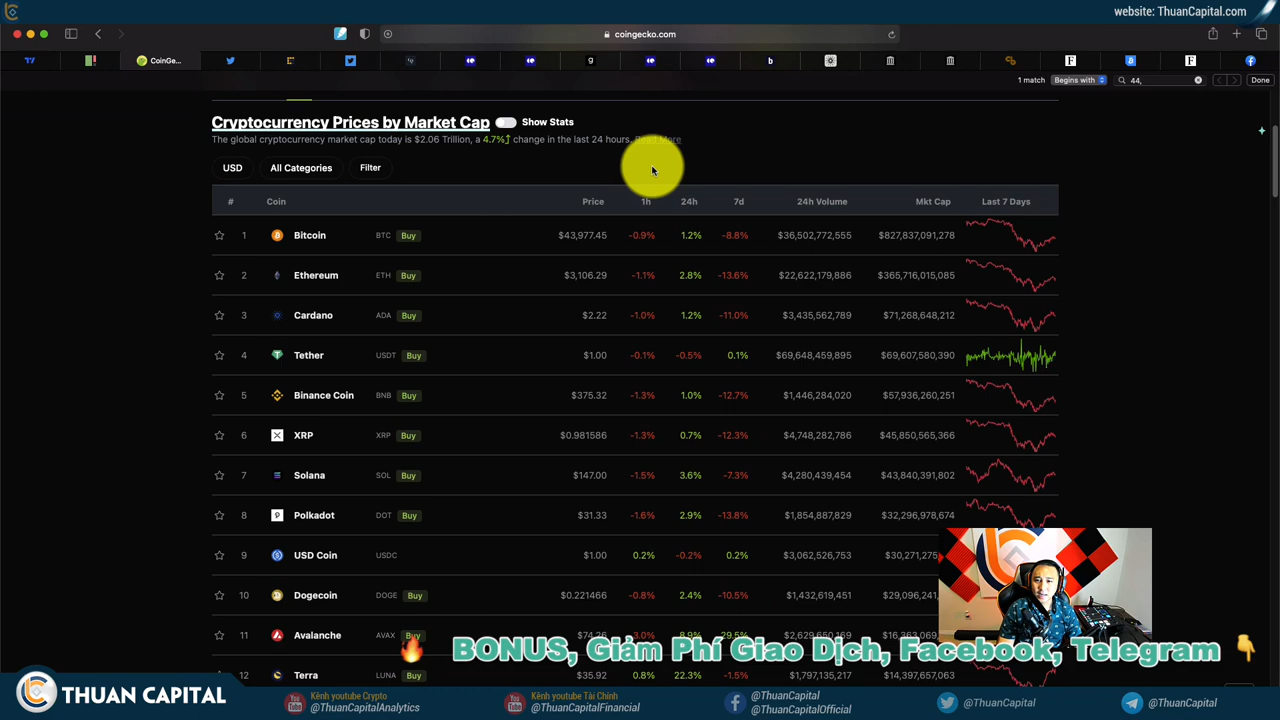 website: ThuanCapital.com
coingecko.com
CoinGe...
1 match Begins with 44, Done
Cryptocurrency Prices by Market Cap Show Stats
The global cryptocurrency market cap today is $2.06 Trillion, a 4.7% change in the last 24 hours. Read More
USD All Categories Filter
# Coin Price 1h 24h 7d 24h Volume Mkt Cap Last 7 Days
1 Bitcoin BTC Buy $43,977.45 -0.9% 1.2% -8.8% $36,502,772,555 $827,837,091,278
2 Ethereum ETH Buy $3,106.29 -1.1% 2.8% -13.6% $22,622,179,886 $365,716,015,085
3 Cardano ADA Buy $2.22 -1.0% 1.2% -11.0% $3,435,562,789 $71,268,648,212
4 Tether USDT Buy $1.00 -0.1% -0.5% 0.1% $69,648,459,895 $69,607,580,390
5 Binance Coin BNB Buy $375.32 -1.3% 1.0% -12.7% $1,446,284,020 $57,936,260,251
6 XRP XRP Buy $0.981586 -1.3% 0.7% -12.3% $4,748,282,786 $45,850,565,366
7 Solana SOL Buy $147.00 -1.5% 3.6% -7.3% $4,280,439,454 $43,840,391,802
8 Polkadot DOT Buy $31.33 -1.6% 2.9% -13.8% $1,854,887,829 $32,296,978,674
9 USD Coin USDC $1.00 0.2% -0.2% 0.2% $3,062,526,753 $30,271,275
10 Dogecoin DOGE Buy $0.221466 -0.8% 2.4% -10.5% $1,432,619,451 $29,096,241
11 Avalanche AVAX Buy
BONUS, Giảm Phí Giao Dịch, Facebook, Telegram
12 Terra LUNA Buy $35.92 0.8% 22.3% -1.5% $1,797,135,217 $14,397,657,063
THUAN CAPITAL
Kênh youtube Crypto
@ThuanCapitalAnalytics
Kênh youtube Tài Chính
@ThuanCapitalFinancial
@ThuanCapital
@ThuanCapitalOfficial
@ThuanCapital
@ThuanCapital